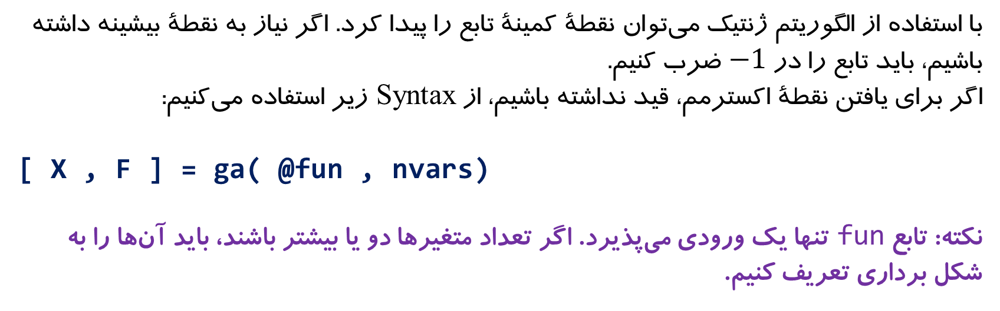 با استفاده از الگوریتم ژنتیک می‌توان نقطهٔ کمینهٔ تابع را پیدا کرد. اگر نیاز به نقطهٔ بیشینه داشته
باشیم، باید تابع را در 1− ضرب کنیم.
اگر برای یافتن نقطهٔ اکسترمم، قید نداشته باشیم، از Syntax زیر استفاده می‌کنیم:
[ X , F ] = ga( @fun , nvars)
نکته: تابع fun تنها یک ورودی می‌پذیرد. اگر تعداد متغیرها دو یا بیشتر باشند، باید آن‌ها را به
شکل برداری تعریف کنیم.